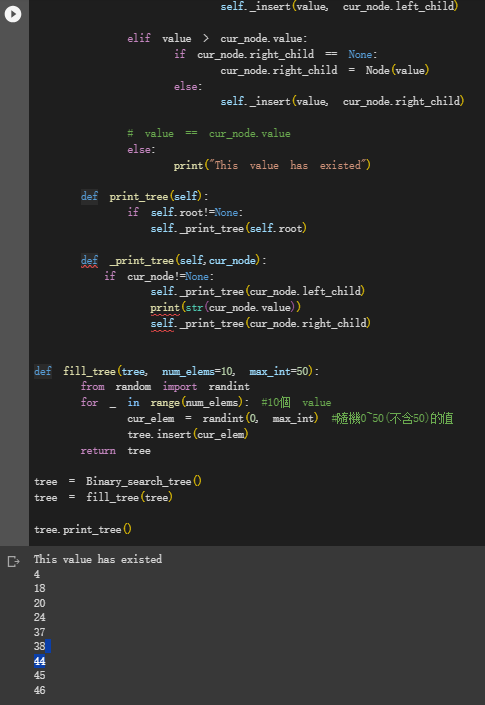 self._insert(value, cur_node.left_child)
elif value > cur_node.value:
if cur_node.right_child == None:
cur_node.right_child = Node(value)
else:
self._insert(value, cur_node.right_child)
# value == cur_node.value
else:
print("This value has existed")
def print_tree(self):
if self.root!=None:
self._print_tree(self.root)
def _print_tree(self,cur_node):
if cur_node!=None:
self._print_tree(cur_node.left_child)
print(str(cur_node.value))
self._print_tree(cur_node.right_child)
def fill_tree(tree, num_elems=10, max_int=50):
from random import randint
for _ in range(num_elems): #10個 value
cur_elem = randint(0, max_int) #隨機0~50(不含50)的值
tree.insert(cur_elem)
return tree
tree = Binary_search_tree()
tree = fill_tree(tree)
tree.print_tree()
This value has existed
4
18
20
24
37
38
44
45
46